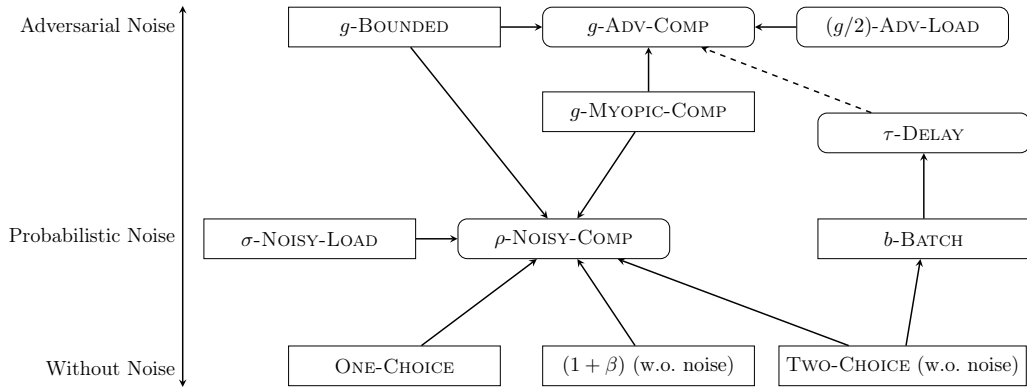 Adversarial Noise
g-BOUNDED
g-ADV-COMP
(g/2)-ADV-LOAD
g-MYOPIC-COMP
τ-DELAY
Probabilistic Noise
σ-NOISY-LOAD
ρ-NOISY-COMP
b-BATCH
Without Noise
ONE-CHOICE
(1 + β) (w.o. noise)
TWO-CHOICE (w.o. noise)